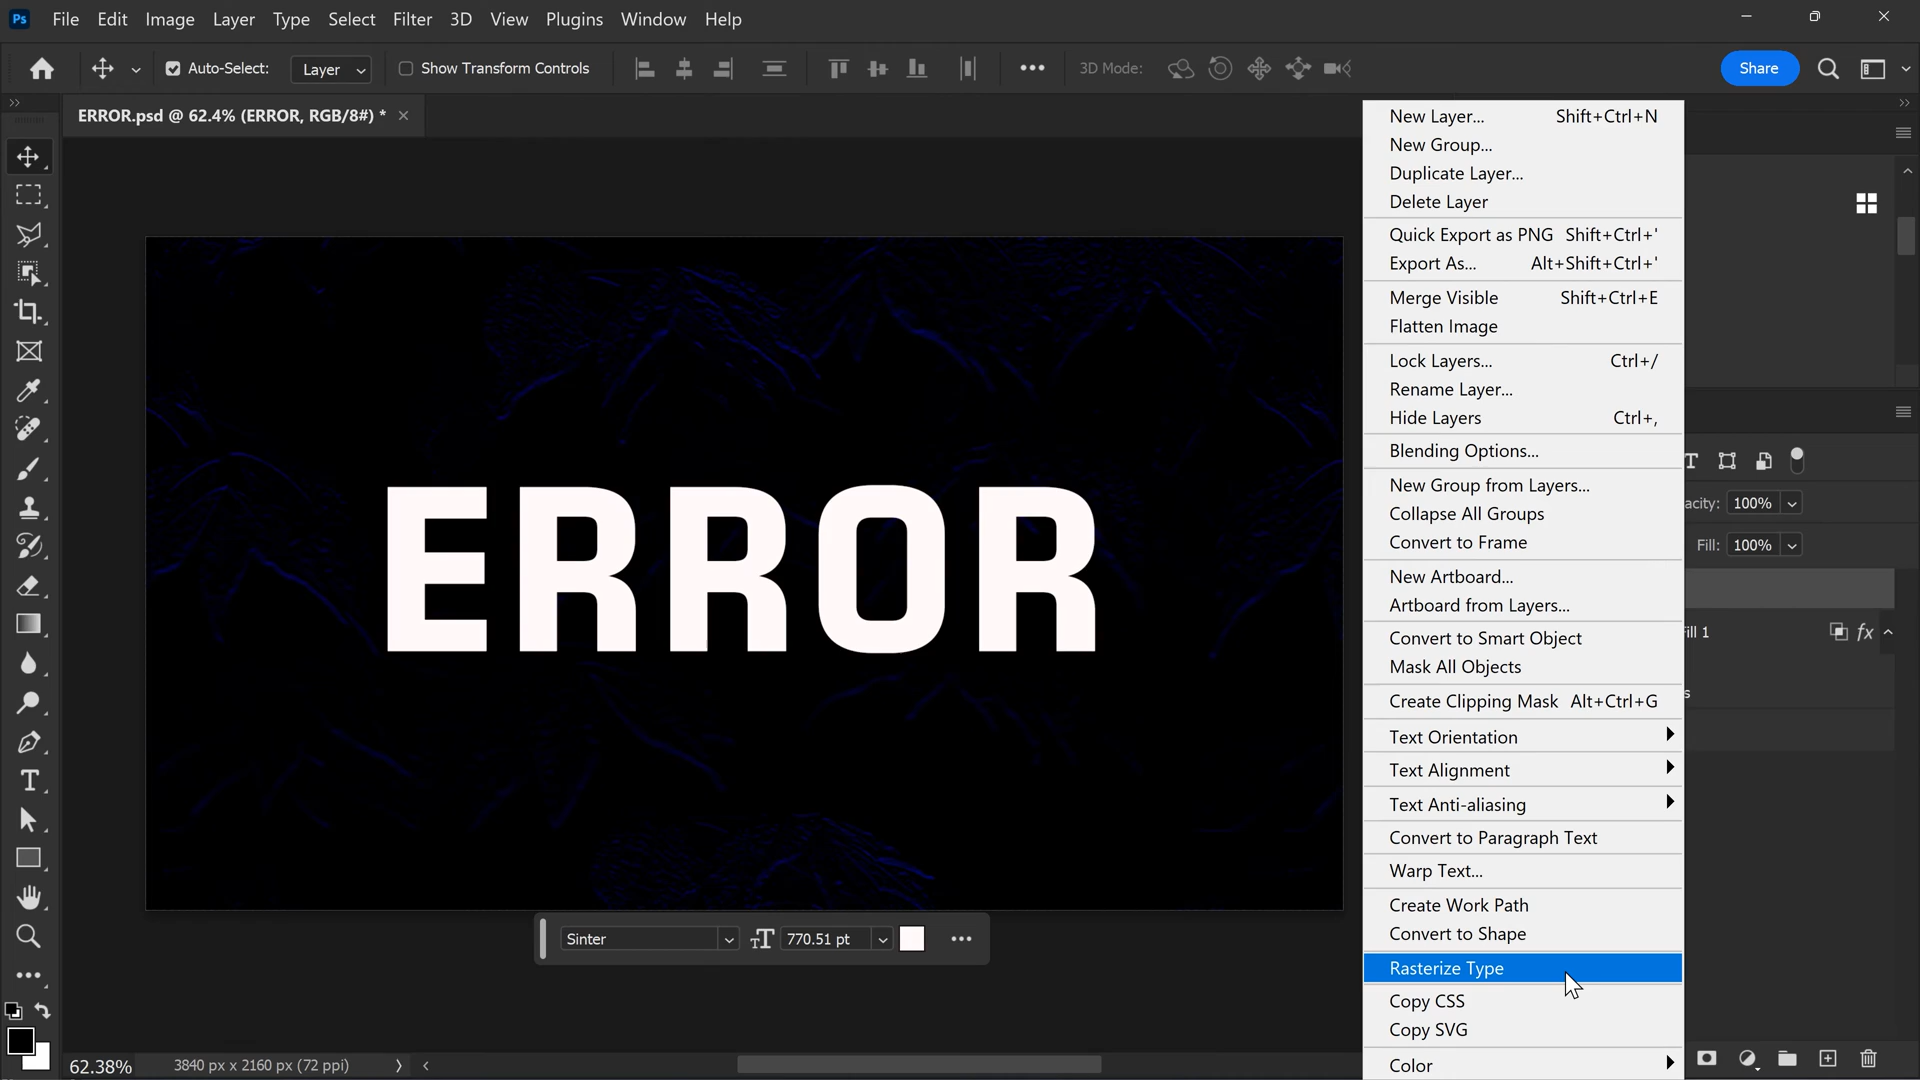 Ps File Edit Image Layer Type Select Filter 3D View Plugins Window Help
Auto-Select: Layer Show Transform Controls 3D Mode: Share
ERROR.psd @ 62.4% (ERROR, RGB/8#) *
ERROR
Sinter 770.51 pt
62.38% 3840 px x 2160 px (72 ppi)
New Layer... Shift+Ctrl+N
New Group...
Duplicate Layer...
Delete Layer
Quick Export as PNG Shift+Ctrl+'
Export As... Alt+Shift+Ctrl+'
Merge Visible Shift+Ctrl+E
Flatten Image
Lock Layers... Ctrl+/
Rename Layer...
Hide Layers Ctrl+,
Blending Options...
New Group from Layers...
Collapse All Groups
Convert to Frame
New Artboard...
Artboard from Layers...
Convert to Smart Object
Mask All Objects
Create Clipping Mask Alt+Ctrl+G
Text Orientation
Text Alignment
Text Anti-aliasing
Convert to Paragraph Text
Warp Text...
Create Work Path
Convert to Shape
Rasterize Type
Copy CSS
Copy SVG
Color
acity: 100%
Fill: 100%
ill 1 fx
s